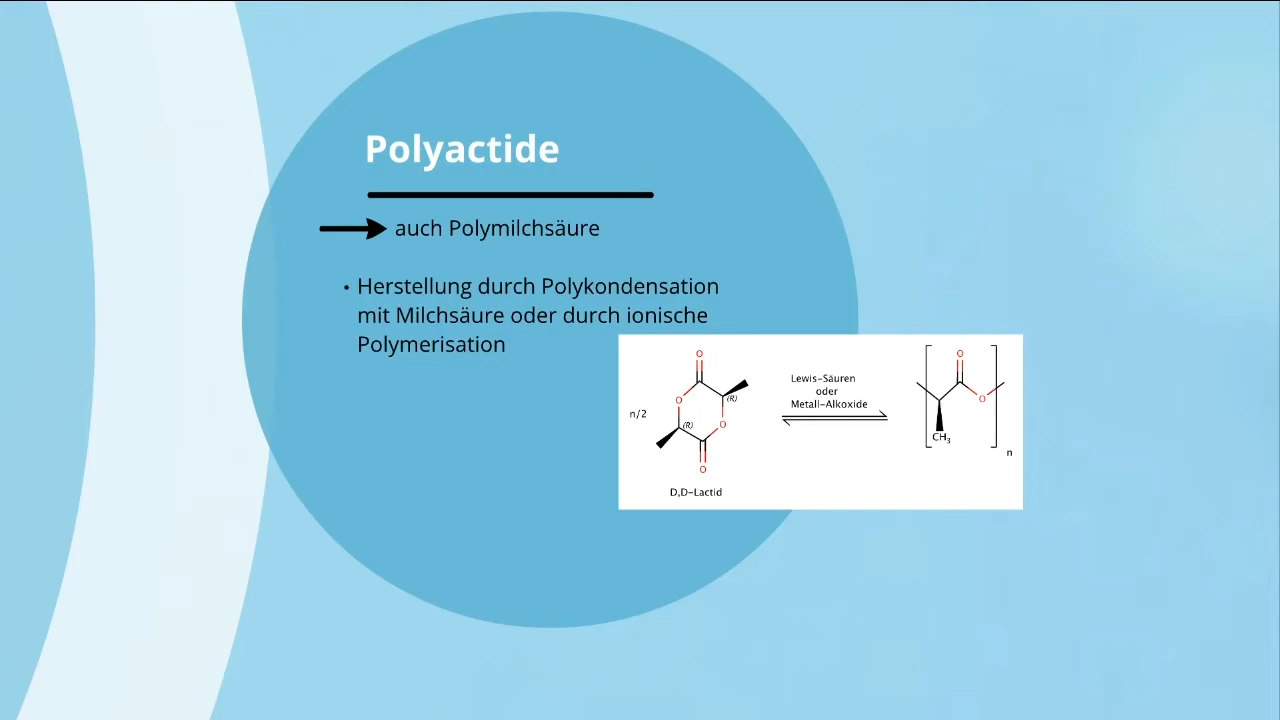 Polyactide
auch Polymilchsäure
• Herstellung durch Polykondensation
mit Milchsäure oder durch ionische
Polymerisation
n/2
O
O
(R)
(R)
O
O
D,D-Lactid
Lewis-Säuren
oder
Metall-Alkoxide
O
O
CH3
n